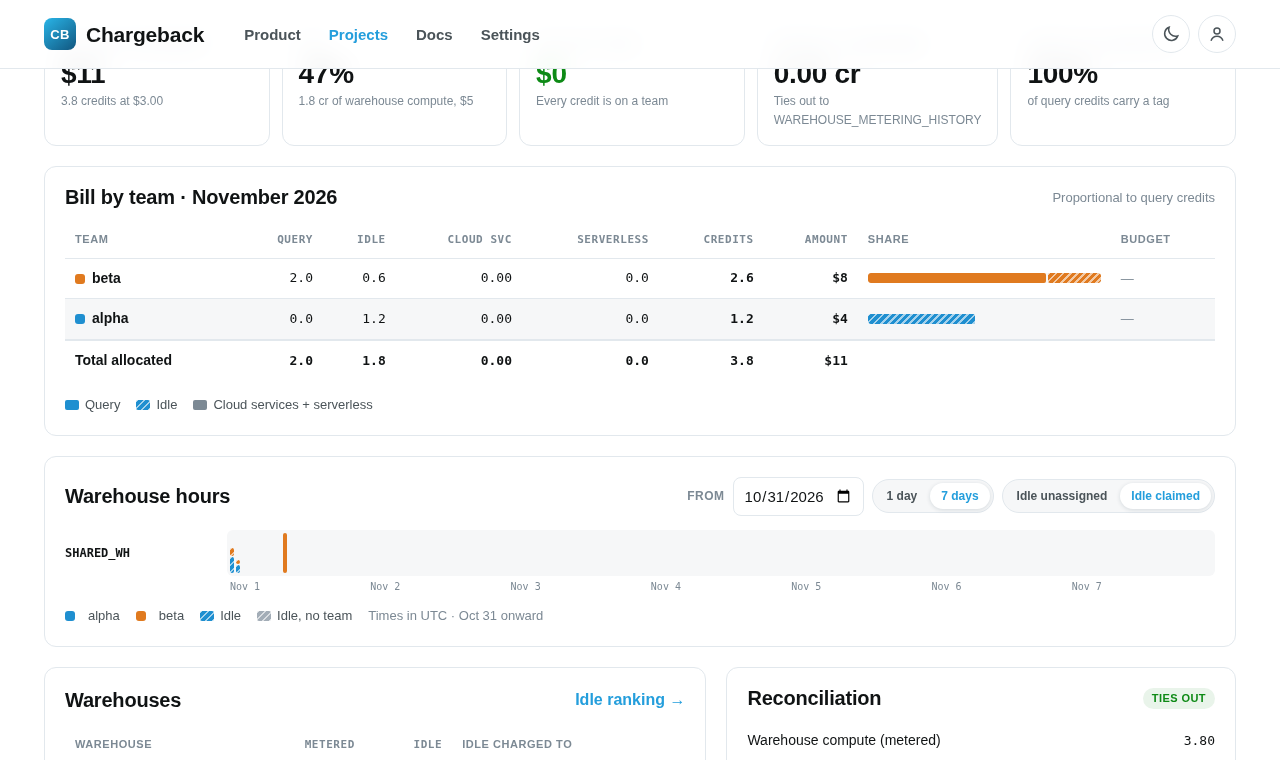 CB Chargeback Product Projects Docs Settings
$11 47% $0 0.00 cr 100%
3.8 credits at $3.00 1.8 cr of warehouse compute, $5 Every credit is on a team Ties out to of query credits carry a tag
WAREHOUSE_METERING_HISTORY
Bill by team · November 2026 Proportional to query credits
TEAM QUERY IDLE CLOUD SVC SERVERLESS CREDITS AMOUNT SHARE BUDGET
beta 2.0 0.6 0.00 0.0 2.6 $8 —
alpha 0.0 1.2 0.00 0.0 1.2 $4 —
Total allocated 2.0 1.8 0.00 0.0 3.8 $11
Query Idle Cloud services + serverless
Warehouse hours FROM 10/31/2026 1 day 7 days Idle unassigned Idle claimed
SHARED_WH
Nov 1 Nov 2 Nov 3 Nov 4 Nov 5 Nov 6 Nov 7
alpha beta Idle Idle, no team Times in UTC · Oct 31 onward
Warehouses Idle ranking →
WAREHOUSE METERED IDLE IDLE CHARGED TO
Reconciliation TIES OUT
Warehouse compute (metered) 3.80